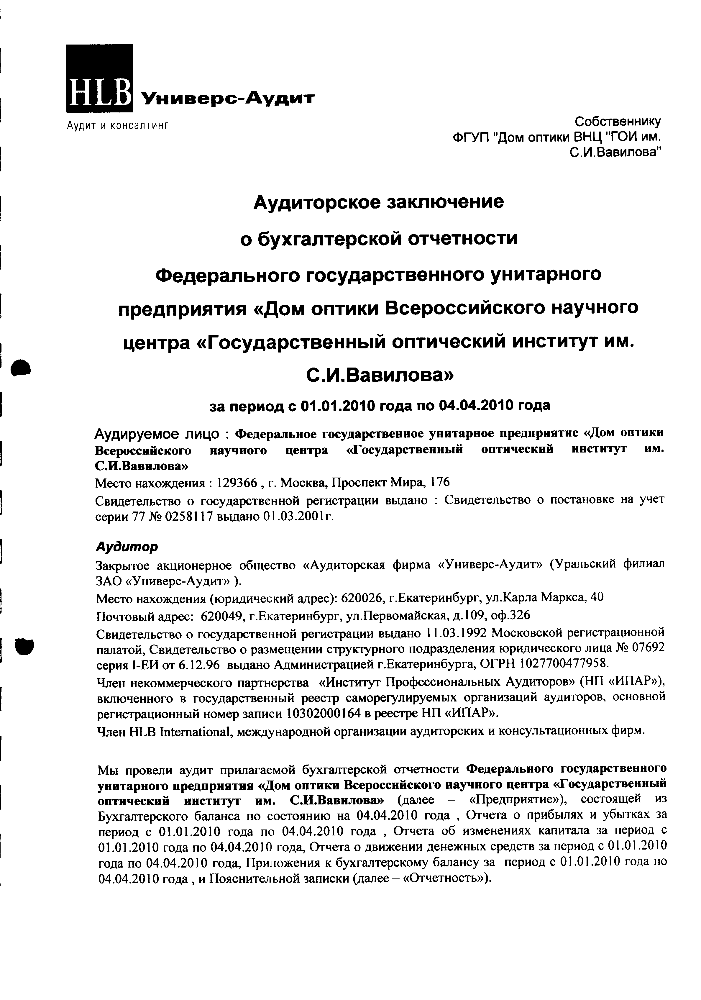 HLB Универс-Аудит
Аудит и консалтинг
Собственнику
ФГУП "Дом оптики ВНЦ "ГОИ им.
С.И.Вавилова"
Аудиторское заключение
о бухгалтерской отчетности
Федерального государственного унитарного
предприятия «Дом оптики Всероссийского научного
центра «Государственный оптический институт им.
С.И.Вавилова»
за период с 01.01.2010 года по 04.04.2010 года
Аудируемое лицо : Федеральное государственное унитарное предприятие «Дом оптики
Всероссийского научного центра «Государственный оптический институт им.
С.И.Вавилова»
Место нахождения : 129366 , г. Москва, Проспект Мира, 176
Свидетельство о государственной регистрации выдано : Свидетельство о постановке на учет
серии 77 № 0258117 выдано 01.03.2001г.
Аудитор
Закрытое акционерное общество «Аудиторская фирма «Универс-Аудит» (Уральский филиал
ЗАО «Универс-Аудит» ).
Место нахождения (юридический адрес): 620026, г.Екатеринбург, ул.Карла Маркса, 40
Почтовый адрес: 620049, г.Екатеринбург, ул.Первомайская, д.109, оф.326
Свидетельство о государственной регистрации выдано 11.03.1992 Московской регистрационной
палатой, Свидетельство о размещении структурного подразделения юридического лица № 07692
серия I-ЕИ от 6.12.96 выдано Администрацией г.Екатеринбурга, ОГРН 1027700477958.
Член некоммерческого партнерства «Институт Профессиональных Аудиторов» (НП «ИПАР»),
включенного в государственный реестр саморегулируемых организаций аудиторов, основной
регистрационный номер записи 10302000164 в реестре НП «ИПАР».
Член HLB International, международной организации аудиторских и консультационных фирм.
Мы провели аудит прилагаемой бухгалтерской отчетности Федерального государственного
унитарного предприятия «Дом оптики Всероссийского научного центра «Государственный
оптический институт им. С.И.Вавилова» (далее – «Предприятие»), состоящей из
Бухгалтерского баланса по состоянию на 04.04.2010 года , Отчета о прибылях и убытках за
период с 01.01.2010 года по 04.04.2010 года , Отчета об изменениях капитала за период с
01.01.2010 года по 04.04.2010 года, Отчета о движении денежных средств за период с 01.01.2010
года по 04.04.2010 года, Приложения к бухгалтерскому балансу за период с 01.01.2010 года по
04.04.2010 года , и Пояснительной записки (далее – «Отчетность»).